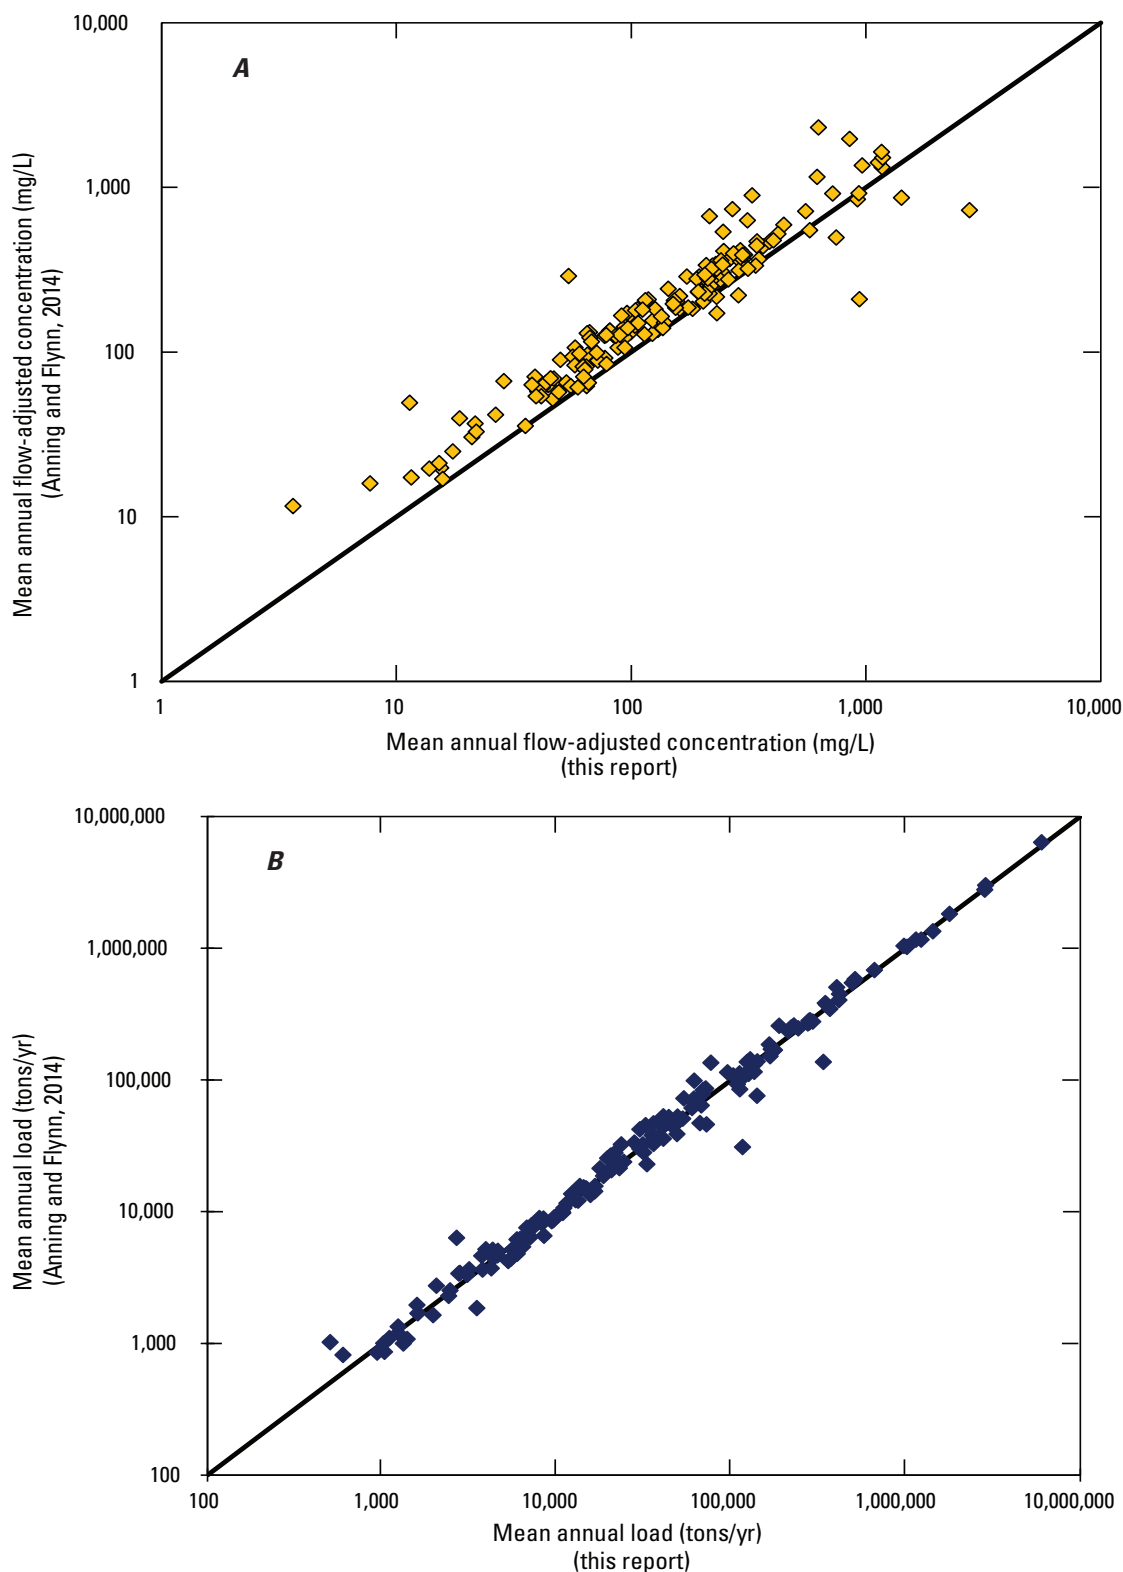 10,000
A
1,000
100
10
1
Mean annual flow-adjusted concentration (mg/L)
(Anning and Flynn, 2014)
1 10 100 1,000 10,000
Mean annual flow-adjusted concentration (mg/L)
(this report)
10,000,000
B
1,000,000
100,000
10,000
1,000
100
Mean annual load (tons/yr)
(Anning and Flynn, 2014)
100 1,000 10,000 100,000 1,000,000 10,000,000
Mean annual load (tons/yr)
(this report)